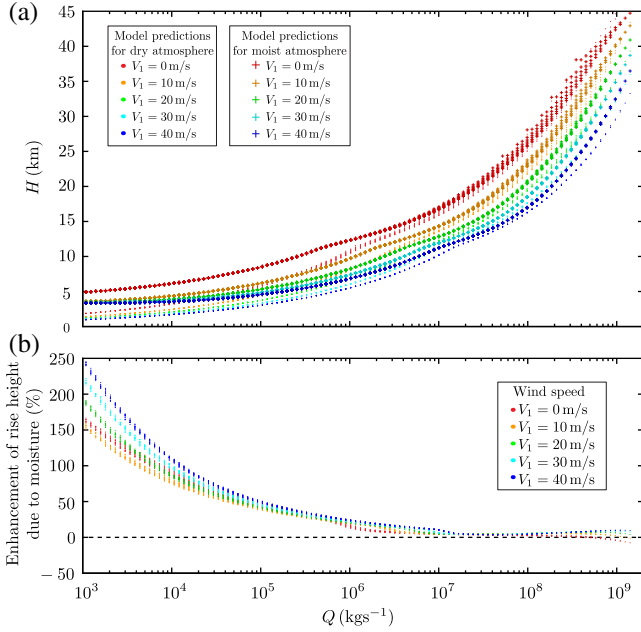 (a)
45
40
35
30
25
20
15
10
5
0
H (km)
Model predictions
for dry atmosphere
V₁ = 0 m/s
V₁ = 10 m/s
V₁ = 20 m/s
V₁ = 30 m/s
V₁ = 40 m/s
Model predictions
for moist atmosphere
V₁ = 0 m/s
V₁ = 10 m/s
V₁ = 20 m/s
V₁ = 30 m/s
V₁ = 40 m/s
(b)
250
200
150
100
50
0
−50
Enhancement of rise height
due to moisture (%)
Wind speed
V₁ = 0 m/s
V₁ = 10 m/s
V₁ = 20 m/s
V₁ = 30 m/s
V₁ = 40 m/s
10³ 10⁴ 10⁵ 10⁶ 10⁷ 10⁸ 10⁹
Q (kgs⁻¹)